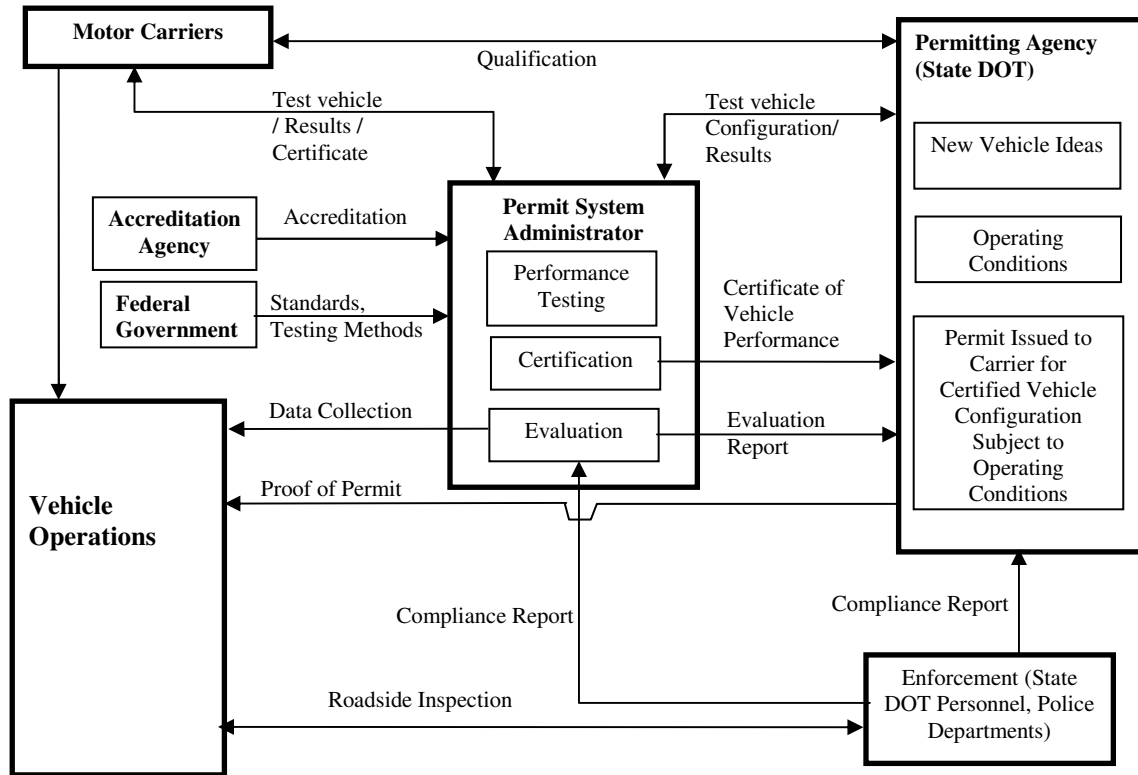 Motor Carriers
Qualification
Permitting Agency
(State DOT)
Test vehicle
/ Results /
Certificate
Test vehicle
Configuration/
Results
New Vehicle Ideas
Accreditation
Agency
Accreditation
Permit System
Administrator
Operating
Conditions
Performance
Testing
Federal
Government
Standards,
Testing Methods
Certificate of
Vehicle
Performance
Certification
Permit Issued to
Carrier for
Certified Vehicle
Configuration
Subject to
Operating
Conditions
Data Collection
Evaluation
Evaluation
Report
Vehicle
Operations
Proof of Permit
Compliance Report
Compliance Report
Roadside Inspection
Enforcement (State
DOT Personnel, Police
Departments)